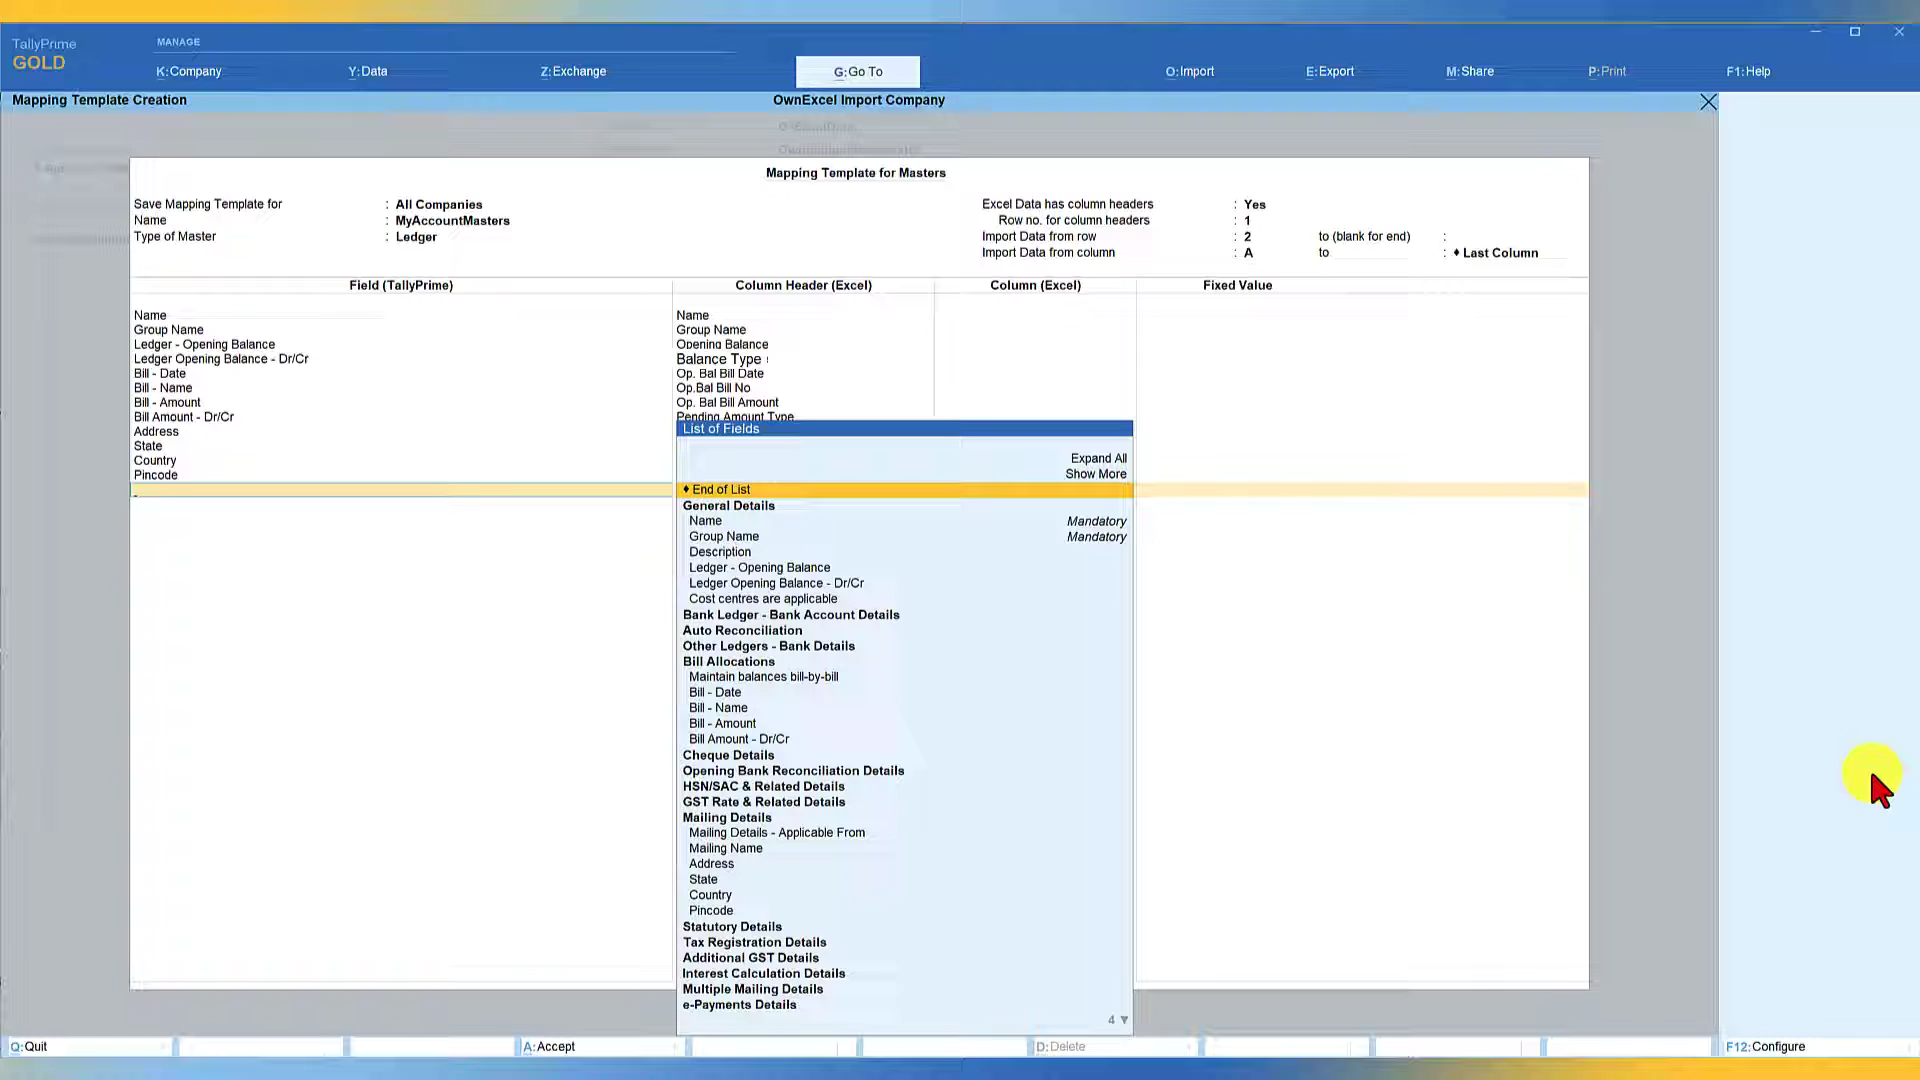 TallyPrime
GOLD
MANAGE
K:Company
Y:Data
Z:Exchange
G:Go To
O:Import
E:Export
M:Share
P:Print
F1:Help
Mapping Template Creation
OwnExcel Import Company
Mapping Template for Masters
Save Mapping Template for : All Companies
Name : MyAccountMasters
Type of Master : Ledger
Excel Data has column headers : Yes
Row no. for column headers : 1
Import Data from row : 2 to (blank for end) :
Import Data from column : A to : ♦ Last Column
Field (TallyPrime) Column Header (Excel) Column (Excel) Fixed Value
Name Name
Group Name Group Name
Ledger - Opening Balance Opening Balance
Ledger Opening Balance - Dr/Cr Balance Type
Bill - Date Op. Bal Bill Date
Bill - Name Op.Bal Bill No
Bill - Amount Op. Bal Bill Amount
Bill Amount - Dr/Cr Pending Amount Type
Address
State
Country
Pincode
List of Fields
Expand All
Show More
♦ End of List
General Details
Name Mandatory
Group Name Mandatory
Description
Ledger - Opening Balance
Ledger Opening Balance - Dr/Cr
Cost centres are applicable
Bank Ledger - Bank Account Details
Auto Reconciliation
Other Ledgers - Bank Details
Bill Allocations
Maintain balances bill-by-bill
Bill - Date
Bill - Name
Bill - Amount
Bill Amount - Dr/Cr
Cheque Details
Opening Bank Reconciliation Details
HSN/SAC & Related Details
GST Rate & Related Details
Mailing Details
Mailing Details - Applicable From
Mailing Name
Address
State
Country
Pincode
Statutory Details
Tax Registration Details
Additional GST Details
Interest Calculation Details
Multiple Mailing Details
e-Payments Details
4 ▼
Q:Quit
A:Accept
D:Delete
F12:Configure